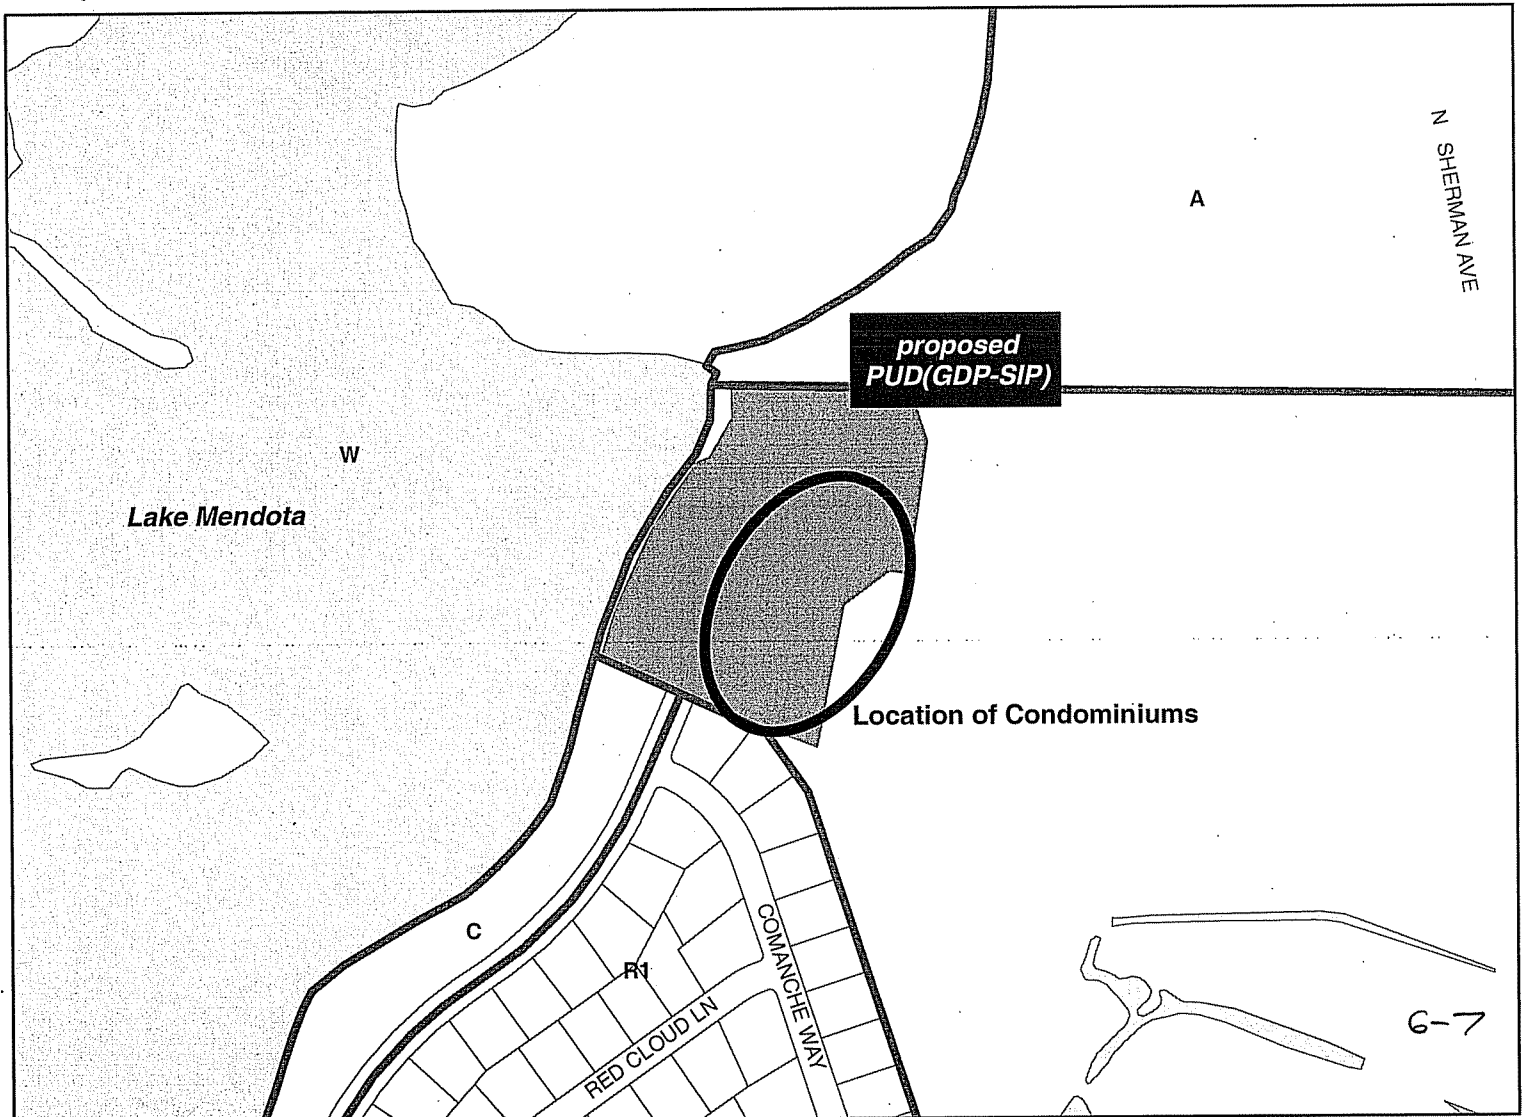 N SHERMAN AVE
A
proposed
PUD(GDP-SIP)
W
Lake Mendota
Location of Condominiums
C
R1
COMANCHE WAY
RED CLOUD LN
6-7